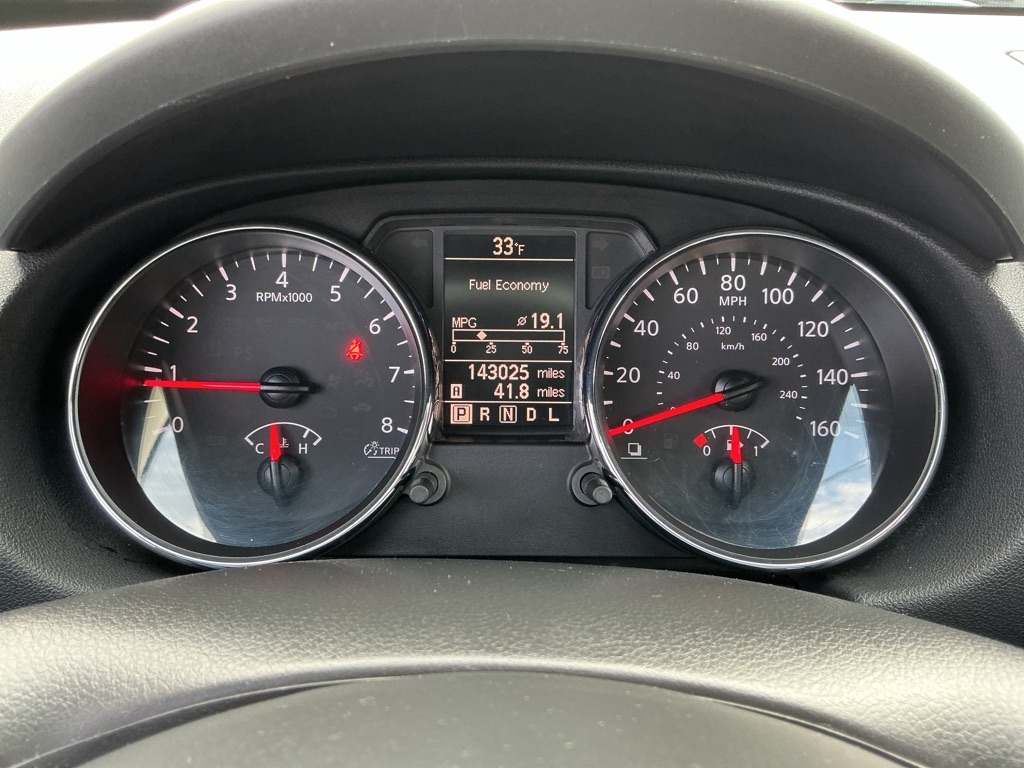 4
3
5
RPMx1000
2
6
1
7
0
8
C H
TRIP
33°F
Fuel Economy
MPG ⌀ 19.1
0 25 50 75
143025 miles
A 41.8 miles
P R N D L
80
MPH
60 100
40 120
20 140
0 160
120 160
80 km/h 200
40 240
0 1